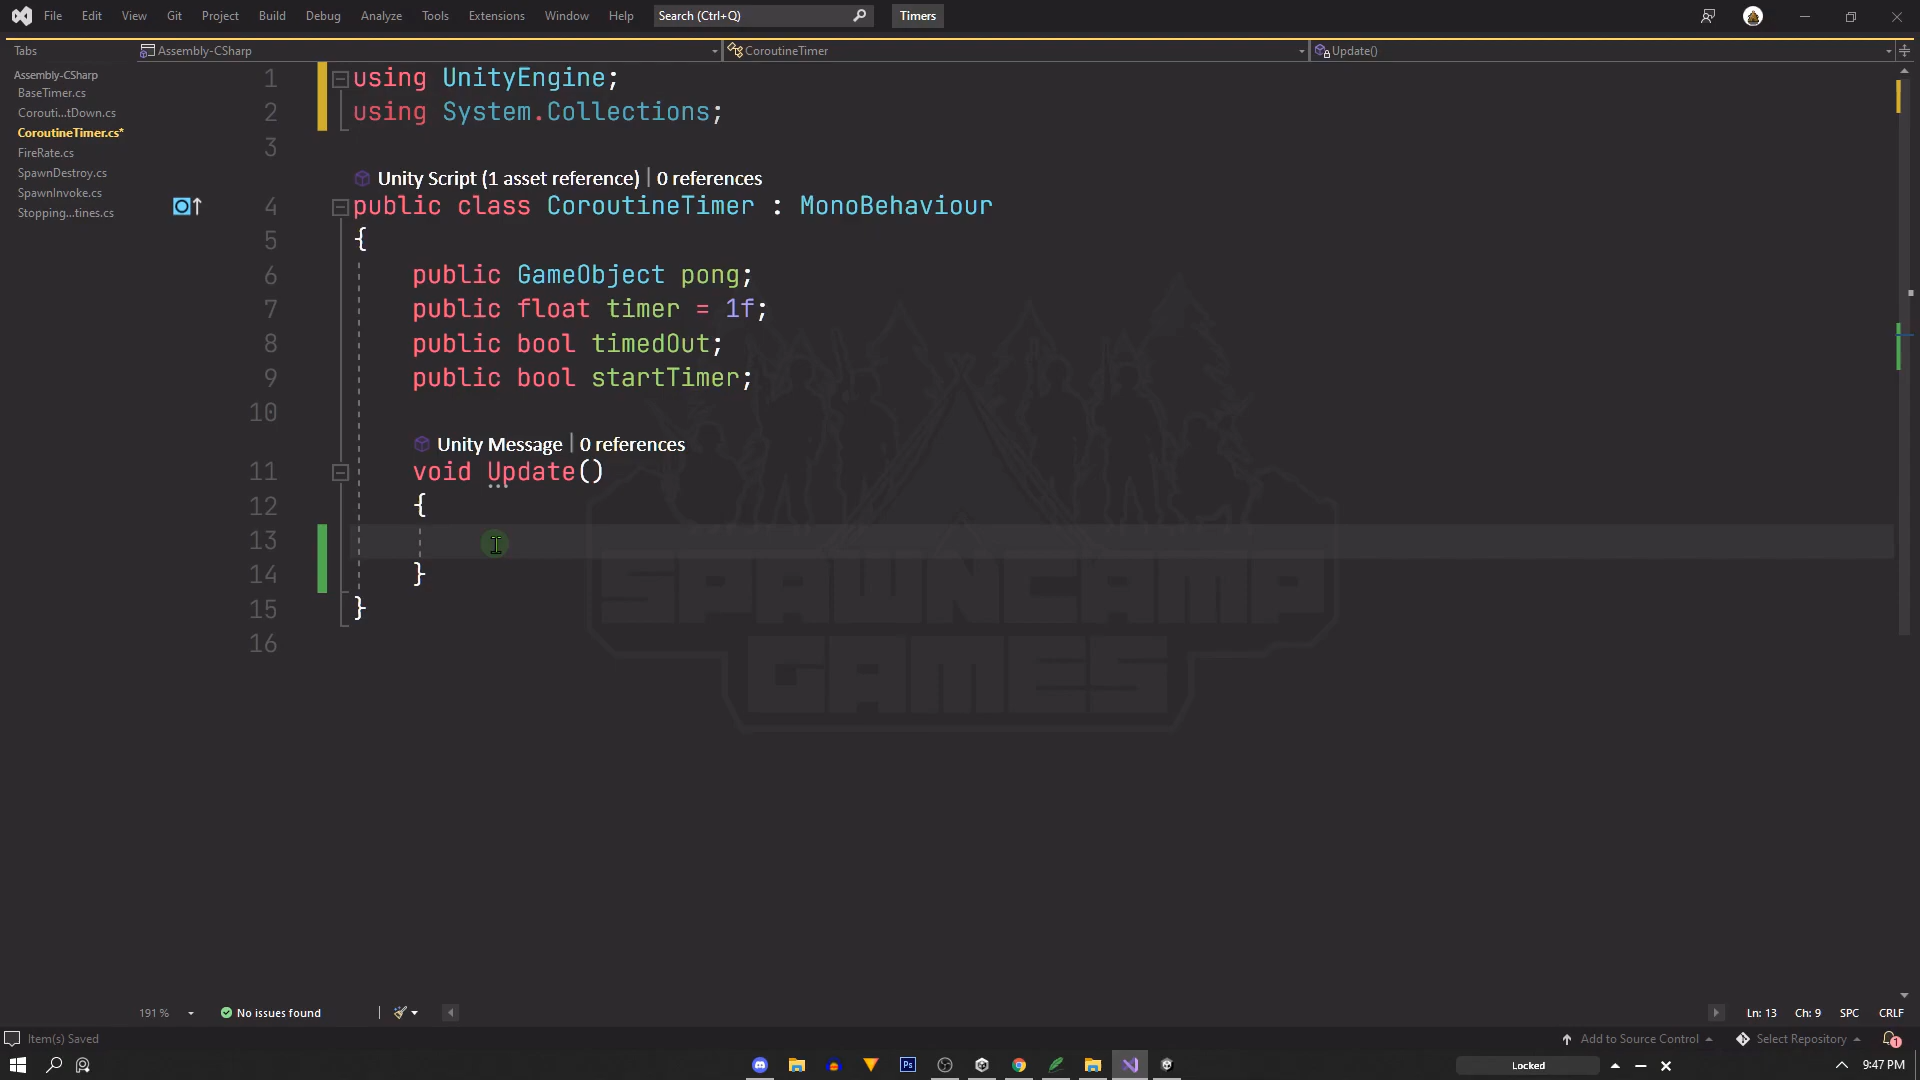 File Edit View Git Project Build Debug Analyze Tools Extensions Window Help Search (Ctrl+Q) Timers
Tabs Assembly-CSharp CoroutineTimer Update()
Assembly-CSharp
BaseTimer.cs
Corouti...tDown.cs
CoroutineTimer.cs*
FireRate.cs
SpawnDestroy.cs
SpawnInvoke.cs
Stopping...tines.cs
1 using UnityEngine;
2 using System.Collections;
3
Unity Script (1 asset reference) | 0 references
4 public class CoroutineTimer : MonoBehaviour
5 {
6 public GameObject pong;
7 public float timer = 1f;
8 public bool timedOut;
9 public bool startTimer;
10
Unity Message | 0 references
11 void Update()
12 {
13
14 }
15 }
16
SPAWNCAMP
GAMES
191 % No issues found Ln: 13 Ch: 9 SPC CRLF
Item(s) Saved Add to Source Control Select Repository 1
Ps Locked 9:47 PM